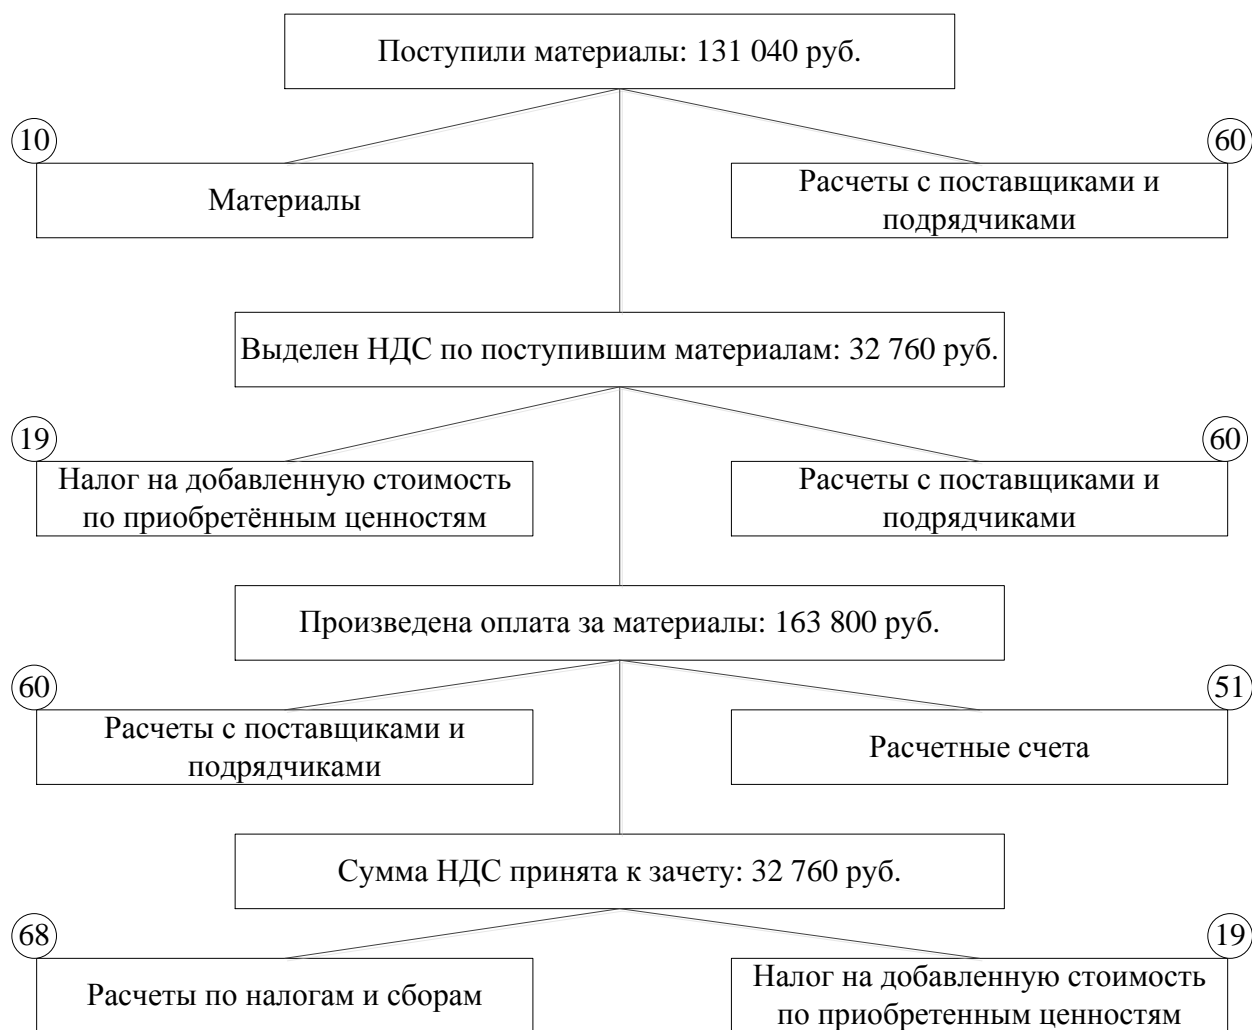 Поступили материалы: 131 040 руб.
10
60
Материалы
Расчеты с поставщиками и
подрядчиками
Выделен НДС по поступившим материалам: 32 760 руб.
19
60
Налог на добавленную стоимость
по приобретённым ценностям
Расчеты с поставщиками и
подрядчиками
Произведена оплата за материалы: 163 800 руб.
60
51
Расчеты с поставщиками и
подрядчиками
Расчетные счета
Сумма НДС принята к зачету: 32 760 руб.
68
19
Расчеты по налогам и сборам
Налог на добавленную стоимость
по приобретенным ценностям